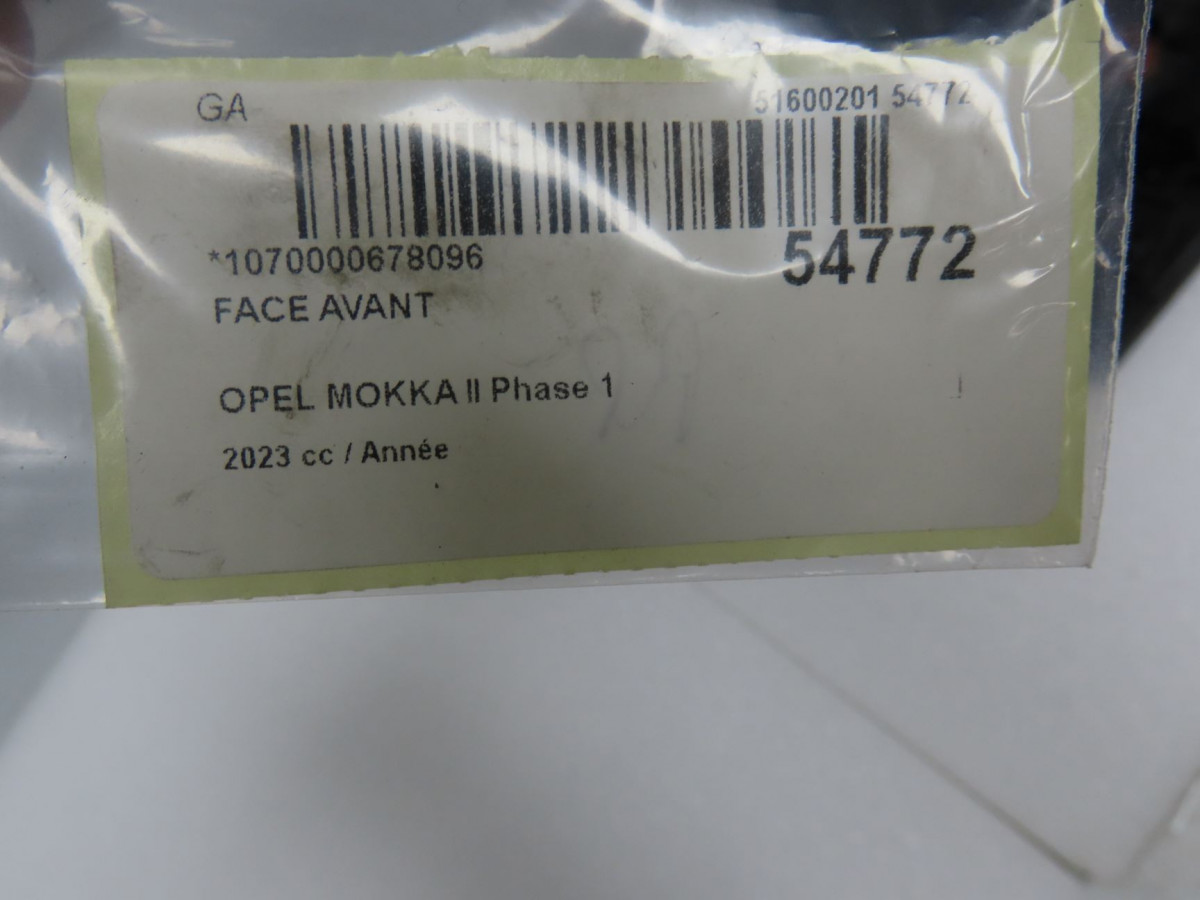 GA
51600201 54772
*1070000678096
54772
FACE AVANT
OPEL MOKKA II Phase 1
2023 cc / Année